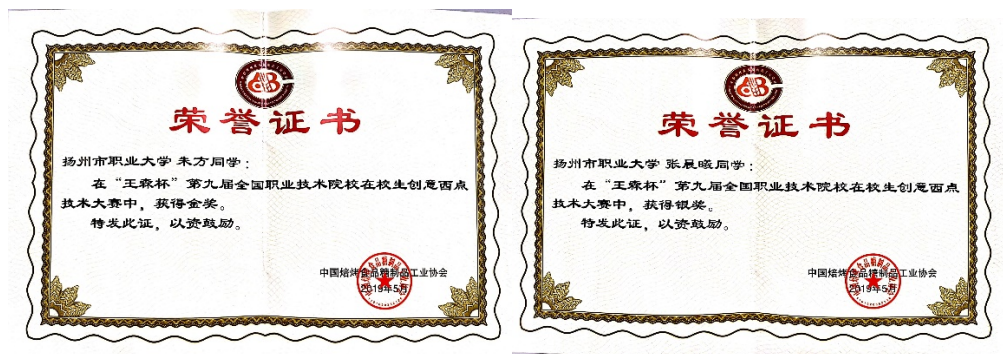 荣誉证书
扬州市职业大学 朱方同学：
在“王森杯”第九届全国职业技术院校在校生创意西点
技术大赛中，获得金奖。
特发此证，以资鼓励。
中国焙烤食品糖制品工业协会
2019年5月
荣誉证书
扬州市职业大学 张晨曦同学：
在“王森杯”第九届全国职业技术院校在校生创意西点
技术大赛中，获得银奖。
特发此证，以资鼓励。
中国焙烤食品糖制品工业协会
2019年5月